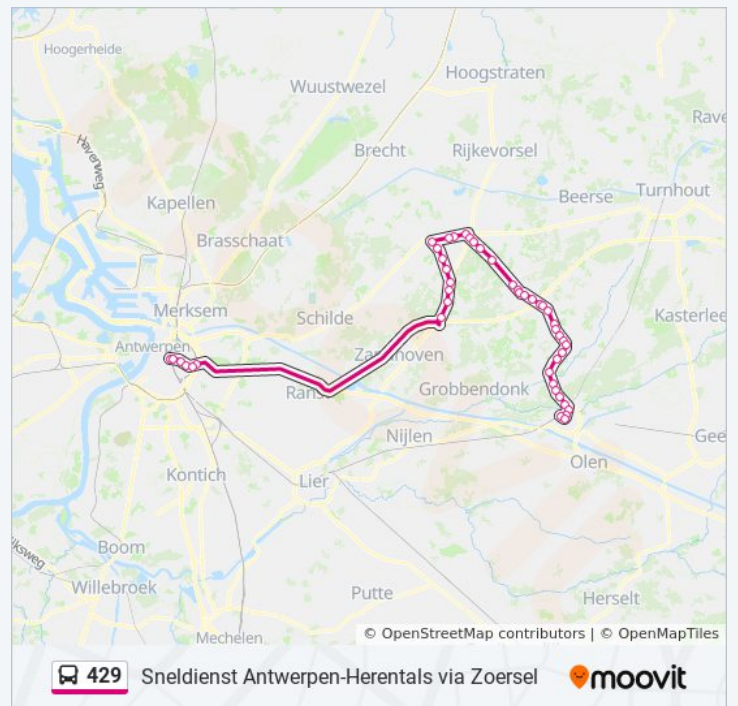 Hoogerheide
Hoogstraten
Wuustwezel
Rave
Havenweg
Brecht
Rijkevorsel
Turnhout
Beerse
Kapellen
Brasschaat
Merksem
Schilde
Kasterlee
Antwerpen
Zandhoven
Grobbendonk
Nijlen
Gee
Olen
Kontich
Lier
Boom
Willebroek
Putte
Herselt
Mechelen
© OpenStreetMap contributors | © OpenMapTiles
429 Sneldienst Antwerpen-Herentals via Zoersel moovit